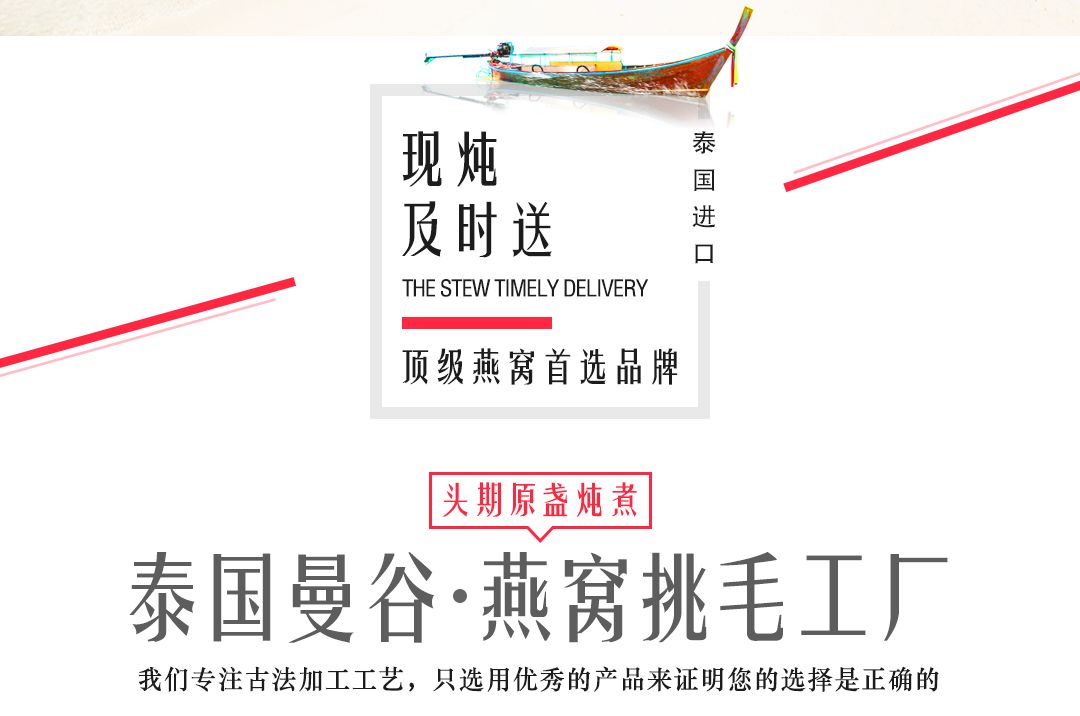 现炖
及时送
THE STEW TIMELY DELIVERY
顶级燕窝首选品牌
泰国进口
头期原盏炖煮
泰国曼谷·燕窝挑毛工厂
我们专注古法加工工艺，只选用优秀的产品来证明您的选择是正确的